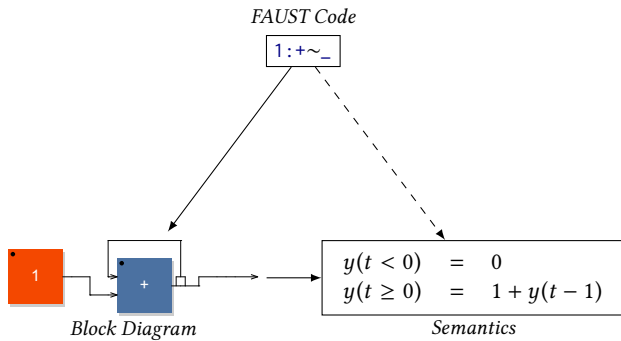 FAUST Code
1:+~_
1
+
y(t < 0) = 0
y(t ≥ 0) = 1 + y(t − 1)
Block Diagram
Semantics